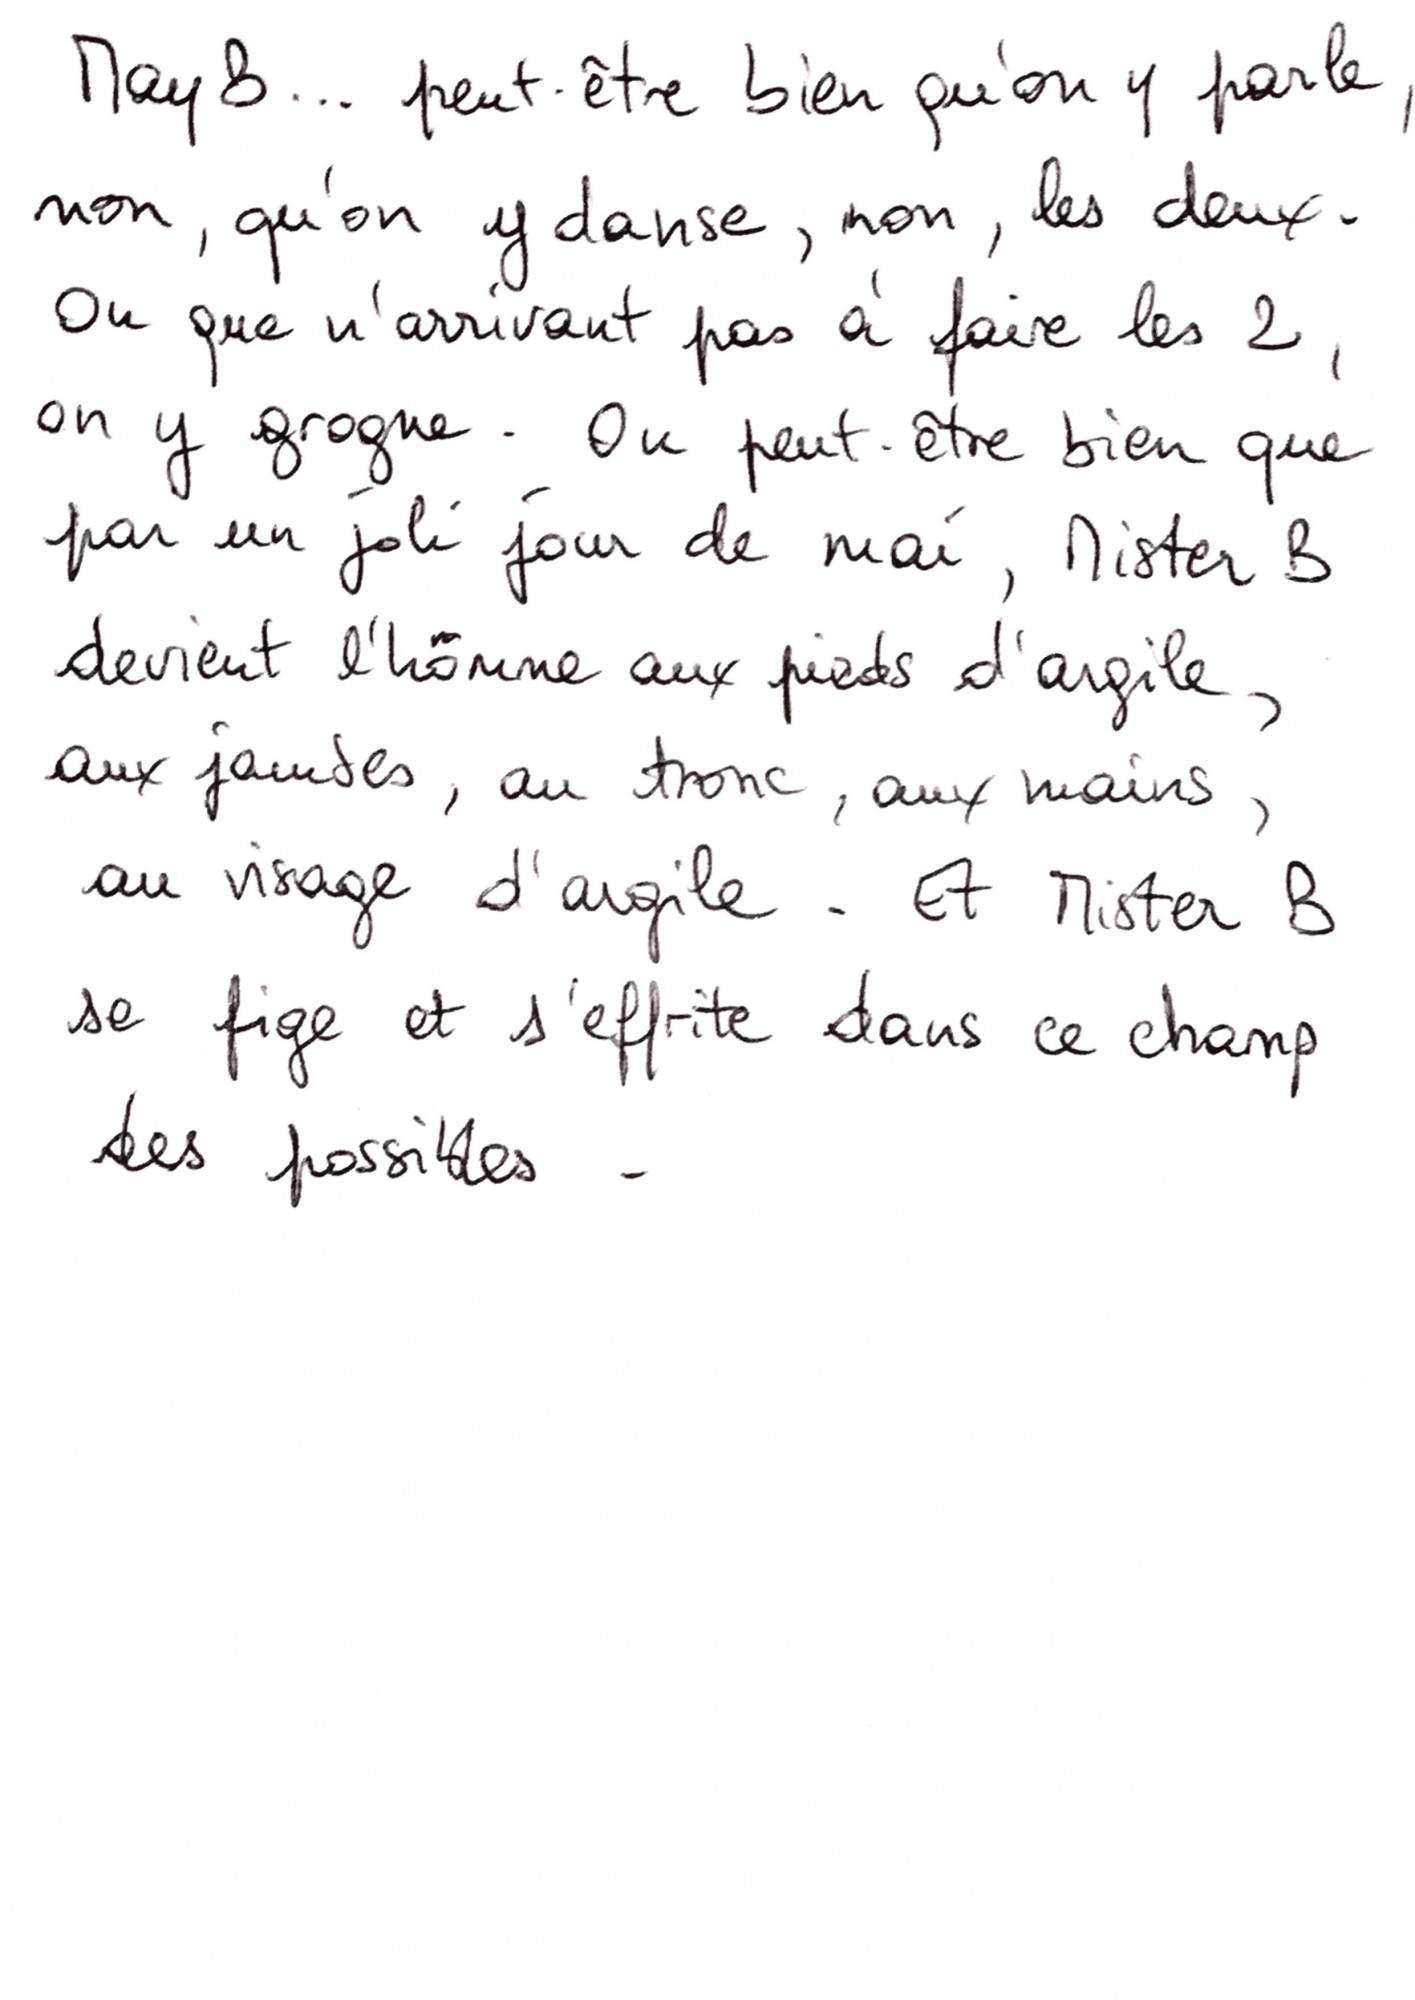 May B... peut-être bien qu'on y parle,
non, qu'on y danse, non, les deux.
Ou que n'arrivant pas à faire les 2,
on y grogne. Ou peut-être bien que
par un joli jour de mai, Mister B
devient l'homme aux pieds d'argile,
aux jambes, au tronc, aux mains,
au visage d'argile. Et Mister B
se fige et s'effrite dans ce champ
des possibles.